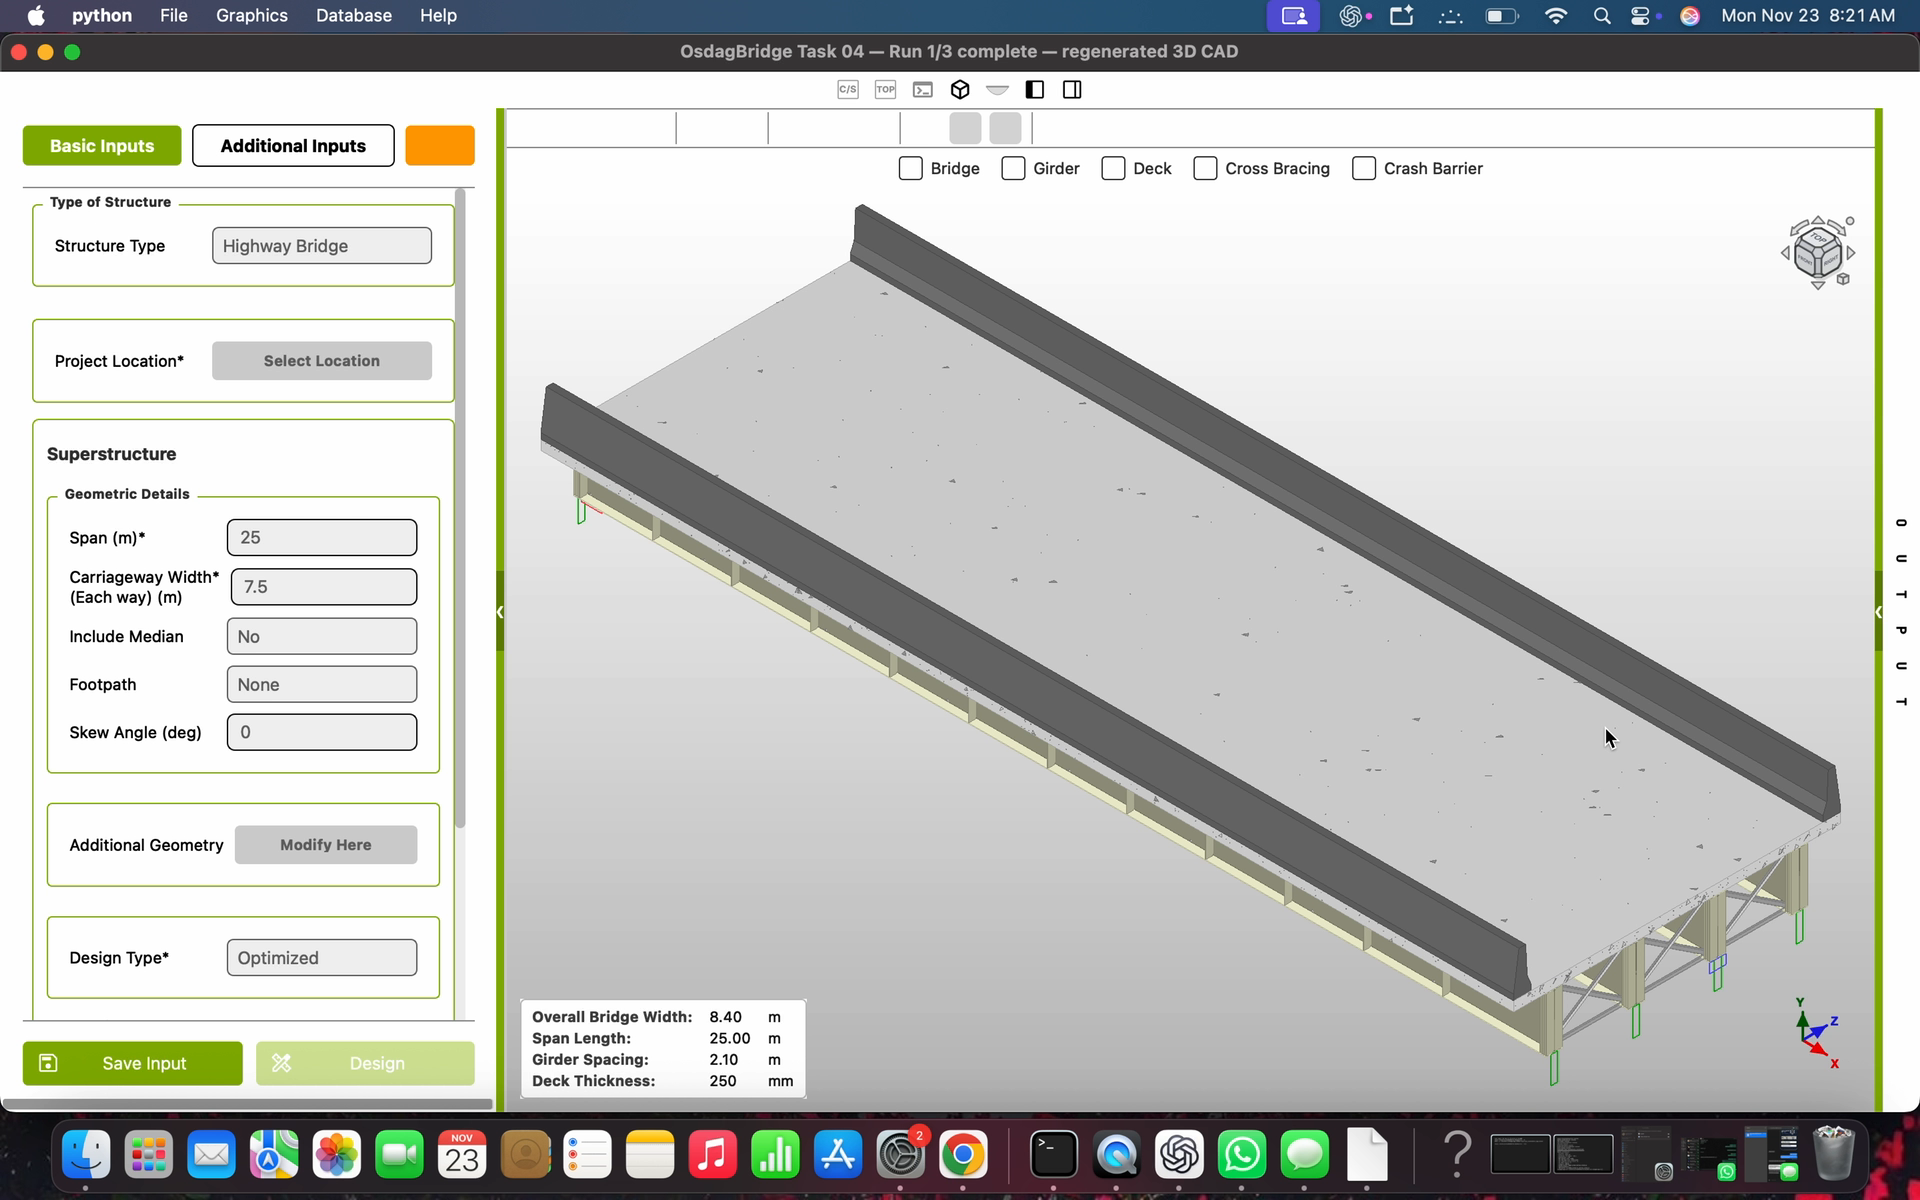 python File Graphics Database Help Mon Nov 23 8:21 AM
OsdagBridge Task 04 — Run 1/3 complete — regenerated 3D CAD
C/S TOP
Basic Inputs Additional Inputs
Bridge Girder Deck Cross Bracing Crash Barrier
Type of Structure
Structure Type Highway Bridge
TOP
Project Location* Select Location
Superstructure
Geometric Details
Span (m)* 25
Carriageway Width*
(Each way) (m) 7.5
Include Median No
Footpath None
Skew Angle (deg) 0
Additional Geometry Modify Here
Design Type* Optimized
Save Input Design
Overall Bridge Width: 8.40 m
Span Length: 25.00 m
Girder Spacing: 2.10 m
Deck Thickness: 250 mm
Y
Z
X
O
U
T
P
U
T
NOV
23
2